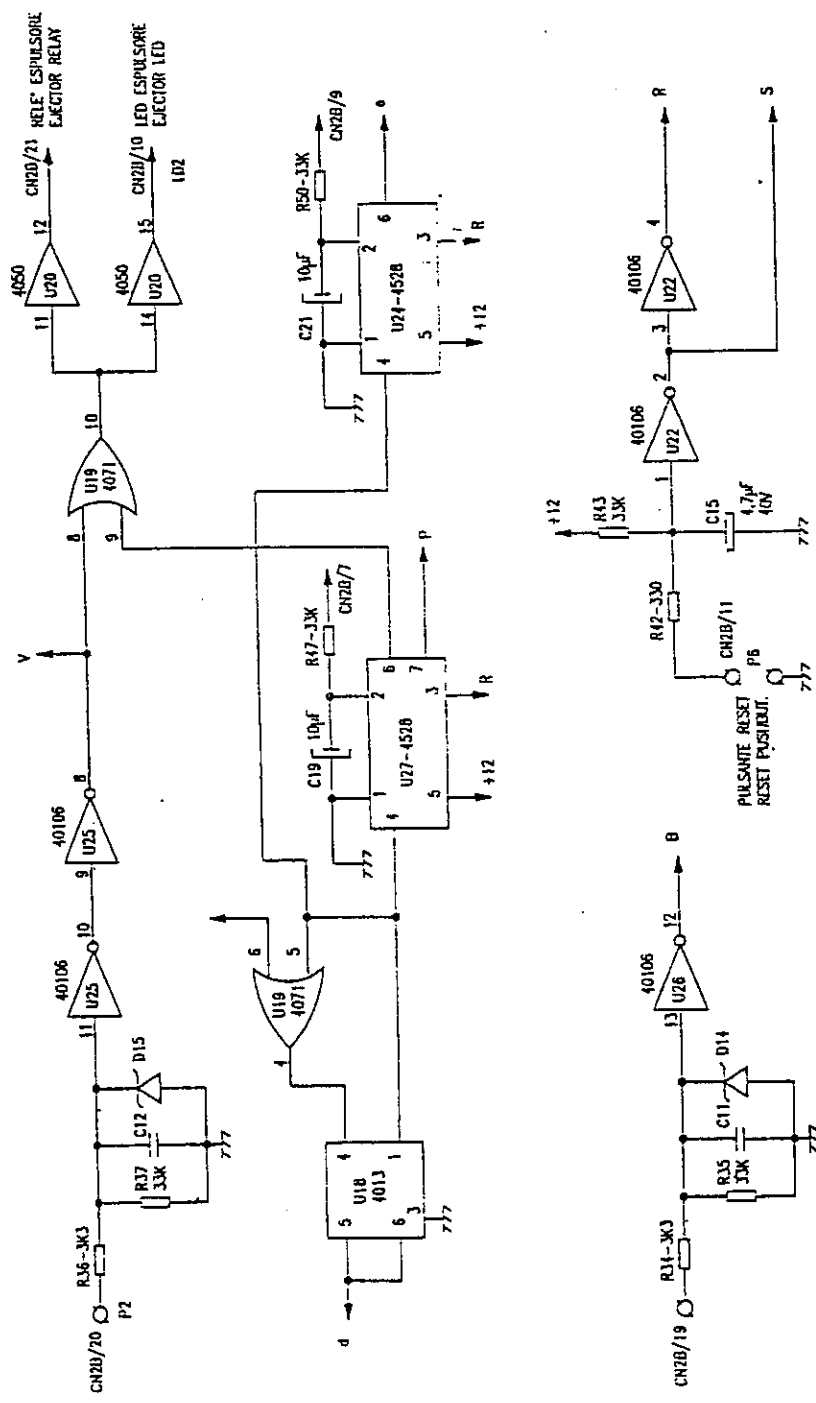 CN2B/21
RELE' ESPULSORE
EJECTOR RELAY
CN2B/10
LED ESPULSORE
EJECTOR LED
LD2
4050
11
U20
12
4050
14
U20
15
V
8
9
U19
4071
10
CN2B/20
P2
R36-3K3
R37
33K
C12
D15
11
40106
U25
10
9
40106
U25
8
d
5
6
3
U18
4013
4
1
4
U19
4071
6
5
C19
10µF
R47-33K
CN2B/7
1
2
4
5
U27-4528
6
7
3
P
R
+12
C21
10µF
R50-33K
CN2B/9
1
2
4
5
U24-4528
6
3
R
+12
CN2B/19
R34-3K3
R35
33K
C11
D14
13
40106
U26
12
B
PULSANTE RESET
RESET PUSHBUT.
CN2B/11
P6
R42-330
+12
R43
33K
C15
4,7µF
40V
1
40106
U22
2
3
40106
U22
4
R
S